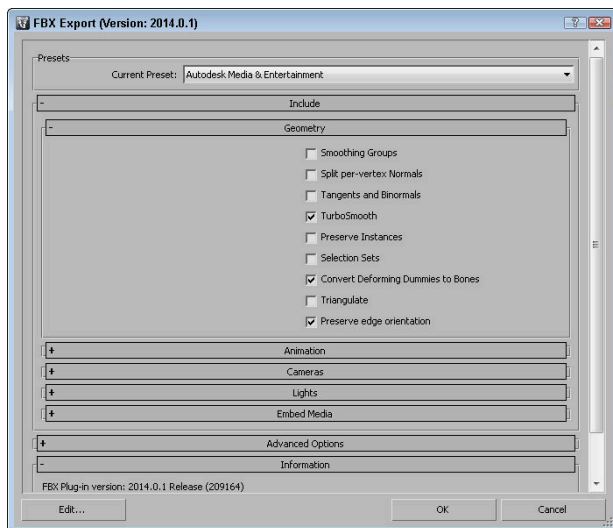 FBX Export (Version: 2014.0.1)
Presets
Current Preset: Autodesk Media & Entertainment
- Include
- Geometry
Smoothing Groups
Split per-vertex Normals
Tangents and Binormals
TurboSmooth
Preserve Instances
Selection Sets
Convert Deforming Dummies to Bones
Triangulate
Preserve edge orientation
+ Animation
+ Cameras
+ Lights
+ Embed Media
+ Advanced Options
- Information
FBX Plug-in version: 2014.0.1 Release (209164)
Edit... OK Cancel